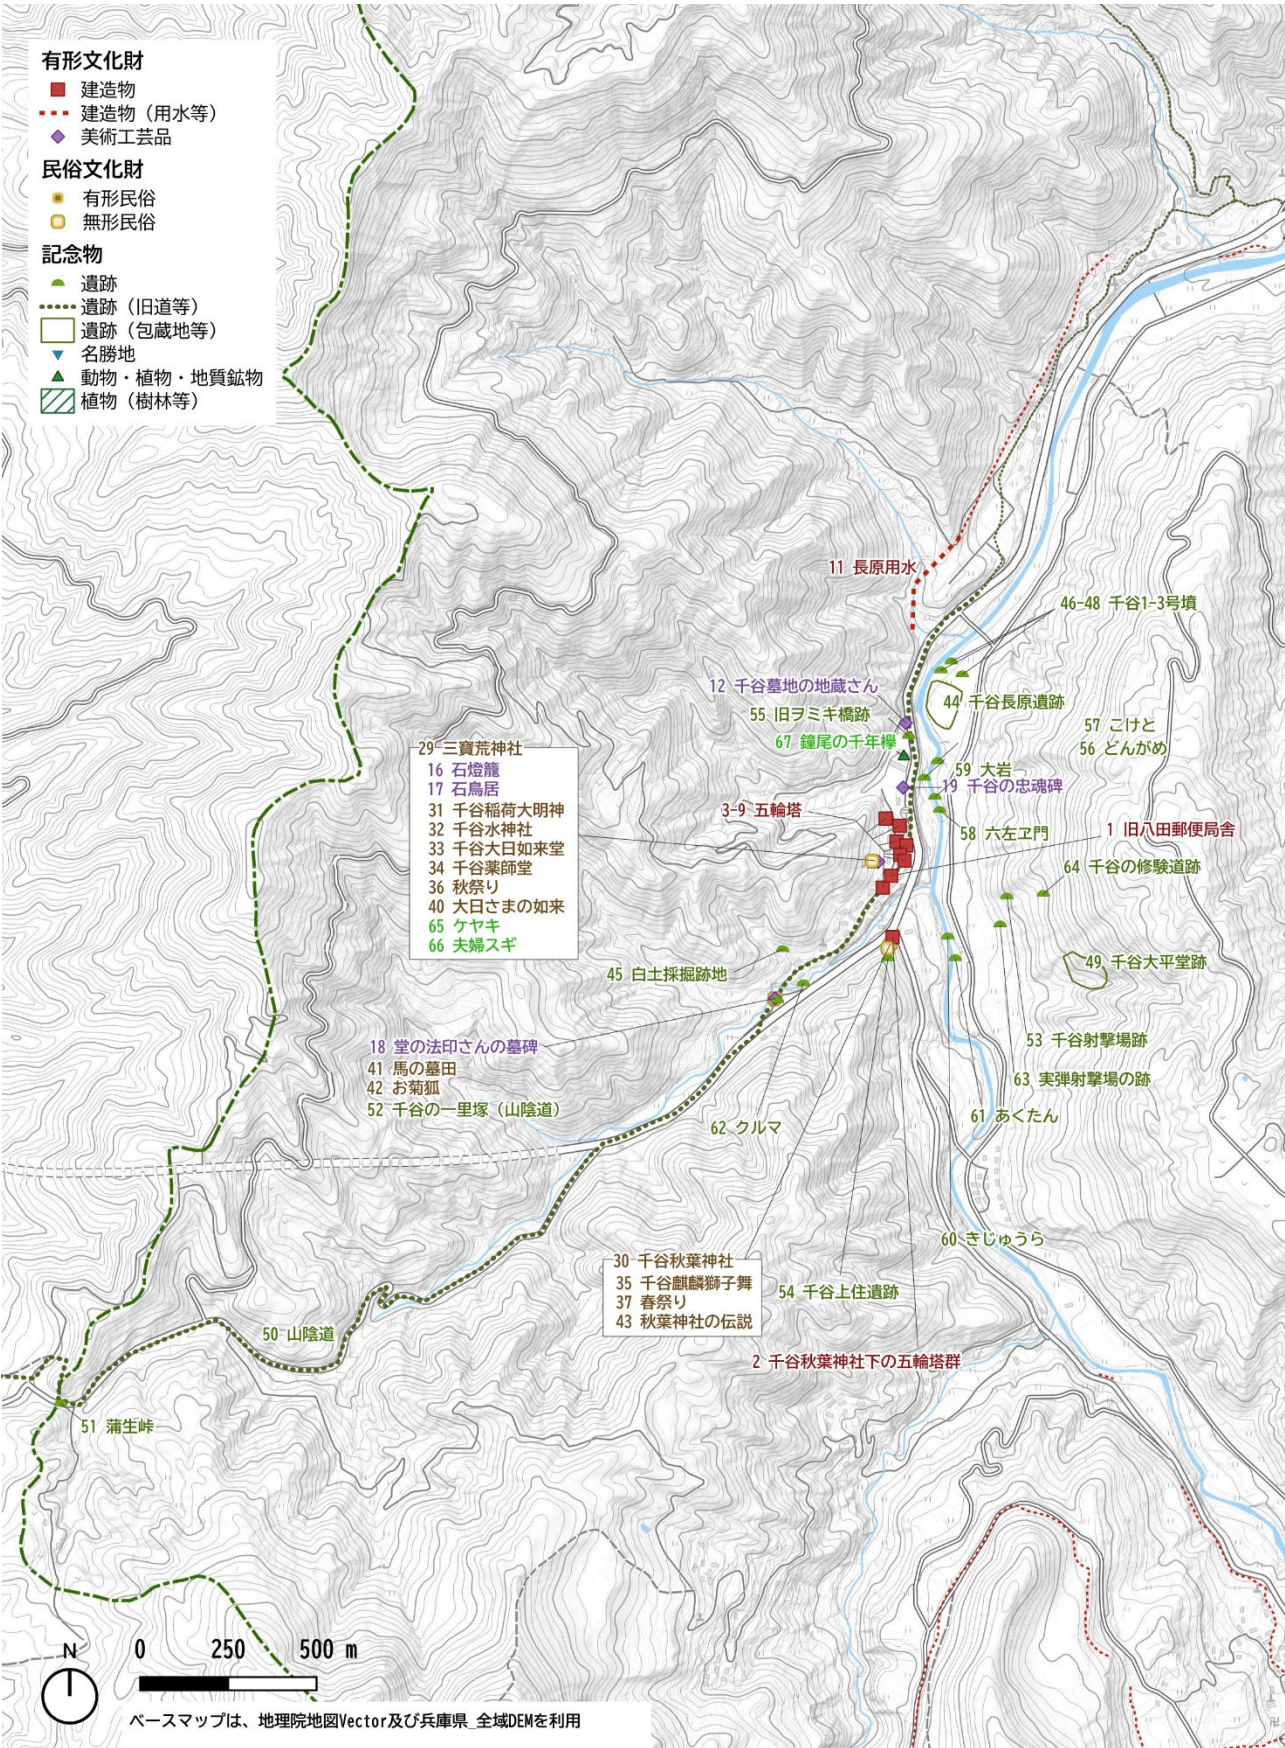 有形文化財
建造物
建造物（用水等）
美術工芸品
民俗文化財
有形民俗
無形民俗
記念物
遺跡
遺跡（旧道等）
遺跡（包蔵地等）
名勝地
動物・植物・地質鉱物
植物（樹林等）
11 長原用水
46-48 千谷1-3号墳
12 千谷墓地の地蔵さん
44 千谷長原遺跡
55 旧ヲミキ橋跡
57 こけと
67 鐘尾の千年欅
56 どんがめ
29 三寶荒神社
16 石燈籠
17 石鳥居
31 千谷稲荷大明神
32 千谷水神社
33 千谷大日如来堂
34 千谷薬師堂
36 秋祭り
40 大日さまの如来
65 ケヤキ
66 夫婦スギ
59 大岩
19 千谷の忠魂碑
3-9 五輪塔
58 六左ヱ門
1 旧八田郵便局舎
64 千谷の修験道跡
45 白土採掘跡地
49 千谷大平堂跡
18 堂の法印さんの墓碑
41 馬の墓田
42 お菊狐
52 千谷の一里塚（山陰道）
53 千谷射撃場跡
63 実弾射撃場の跡
61 あくたん
62 クルマ
60 きじゅうら
30 千谷秋葉神社
35 千谷麒麟獅子舞
37 春祭り
43 秋葉神社の伝説
54 千谷上住遺跡
50 山陰道
2 千谷秋葉神社下の五輪塔群
51 蒲生峠
N
0 250 500 m
ベースマップは、地理院地図Vector及び兵庫県_全域DEMを利用